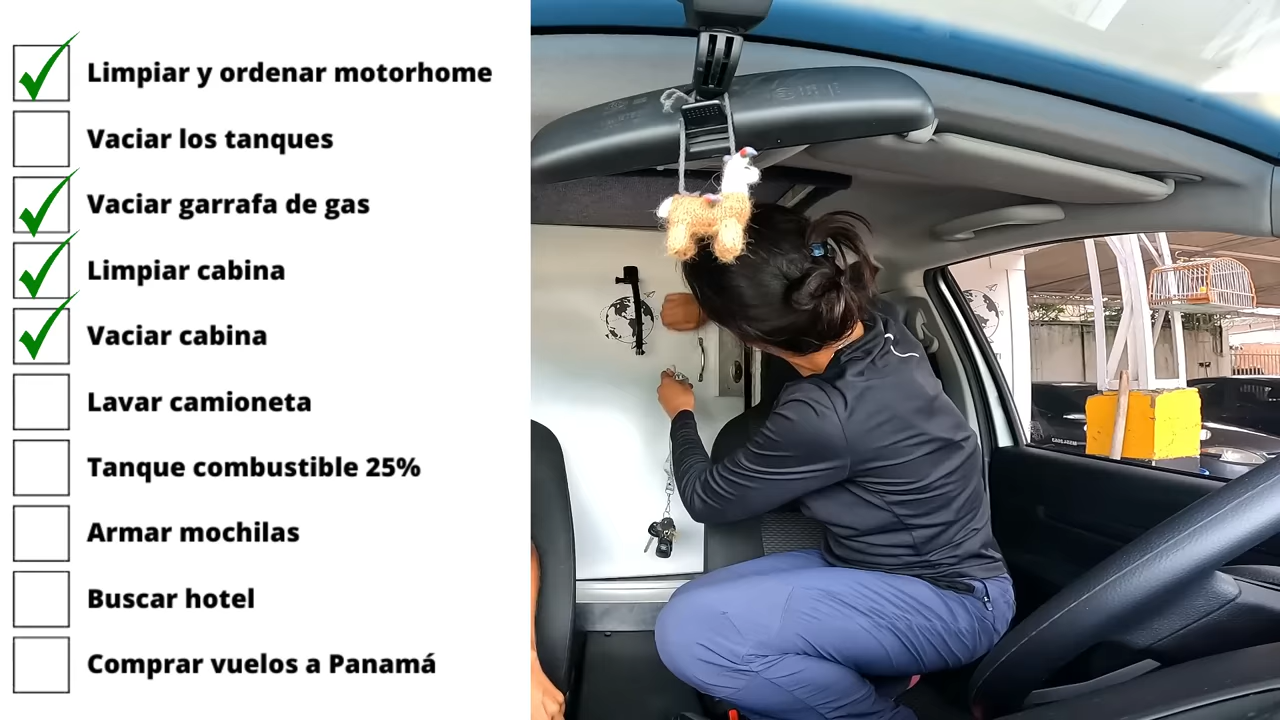 Limpiar y ordenar motorhome
Vaciar los tanques
Vaciar garrafa de gas
Limpiar cabina
Vaciar cabina
Lavar camioneta
Tanque combustible 25%
Armar mochilas
Buscar hotel
Comprar vuelos a Panamá